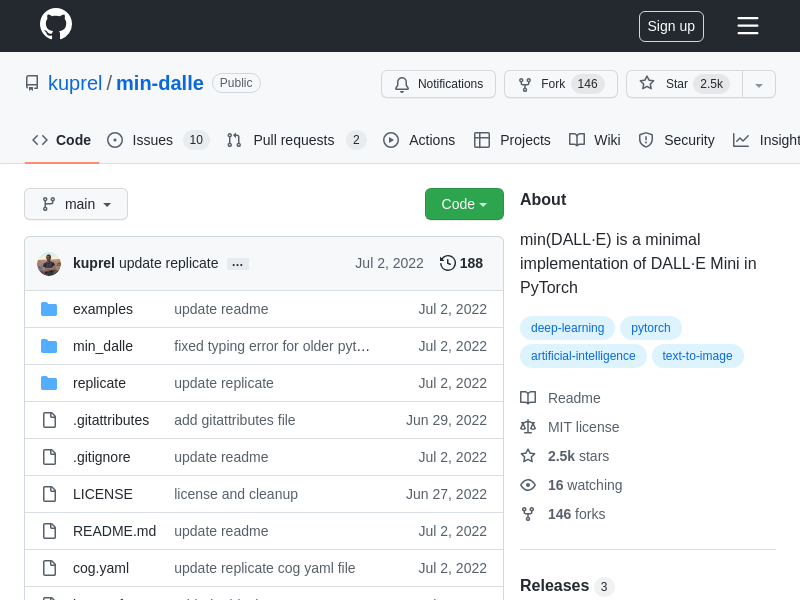 Sign up
kuprel / min-dalle Public
Notifications
Fork 146
Star 2.5k
Code
Issues 10
Pull requests 2
Actions
Projects
Wiki
Security
Insight
main
Code
kuprel update replicate ... Jul 2, 2022 188
examples update readme Jul 2, 2022
min_dalle fixed typing error for older pyt… Jul 2, 2022
replicate update replicate Jul 2, 2022
.gitattributes add gitattributes file Jun 29, 2022
.gitignore update readme Jul 2, 2022
LICENSE license and cleanup Jun 27, 2022
README.md update readme Jul 2, 2022
cog.yaml update replicate cog yaml file Jul 2, 2022
About
min(DALL·E) is a minimal
implementation of DALL·E Mini in
PyTorch
deep-learning pytorch
artificial-intelligence text-to-image
Readme
MIT license
2.5k stars
16 watching
146 forks
Releases 3